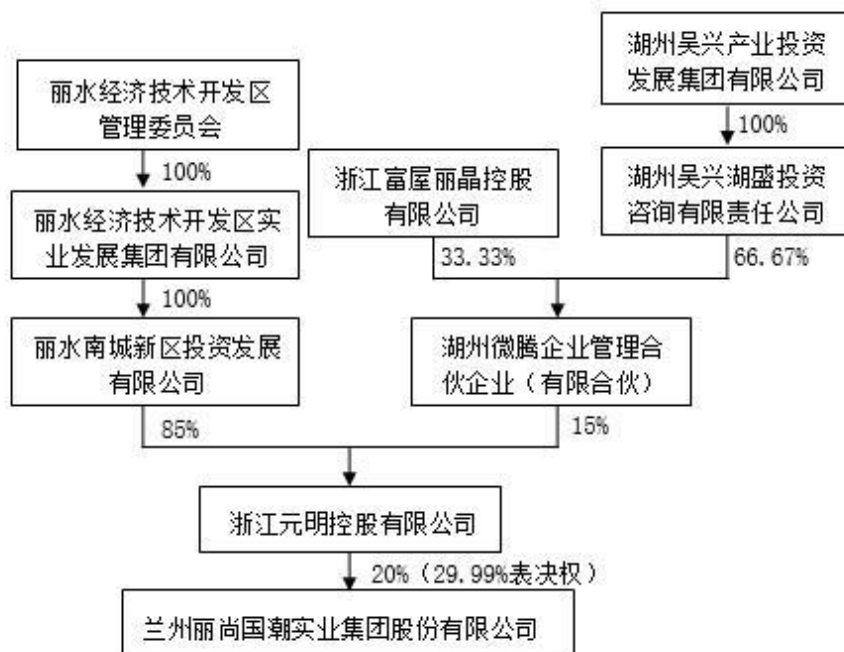 湖州吴兴产业投资
发展集团有限公司
丽水经济技术开发区
管理委员会
100%
100%
浙江富屋丽晶控股
有限公司
湖州吴兴湖盛投资
咨询有限责任公司
丽水经济技术开发区实
业发展集团有限公司
33.33%
66.67%
100%
丽水南城新区投资发展
有限公司
湖州微腾企业管理合
伙企业（有限合伙）
85%
15%
浙江元明控股有限公司
20%（29.99%表决权）
兰州丽尚国潮实业集团股份有限公司